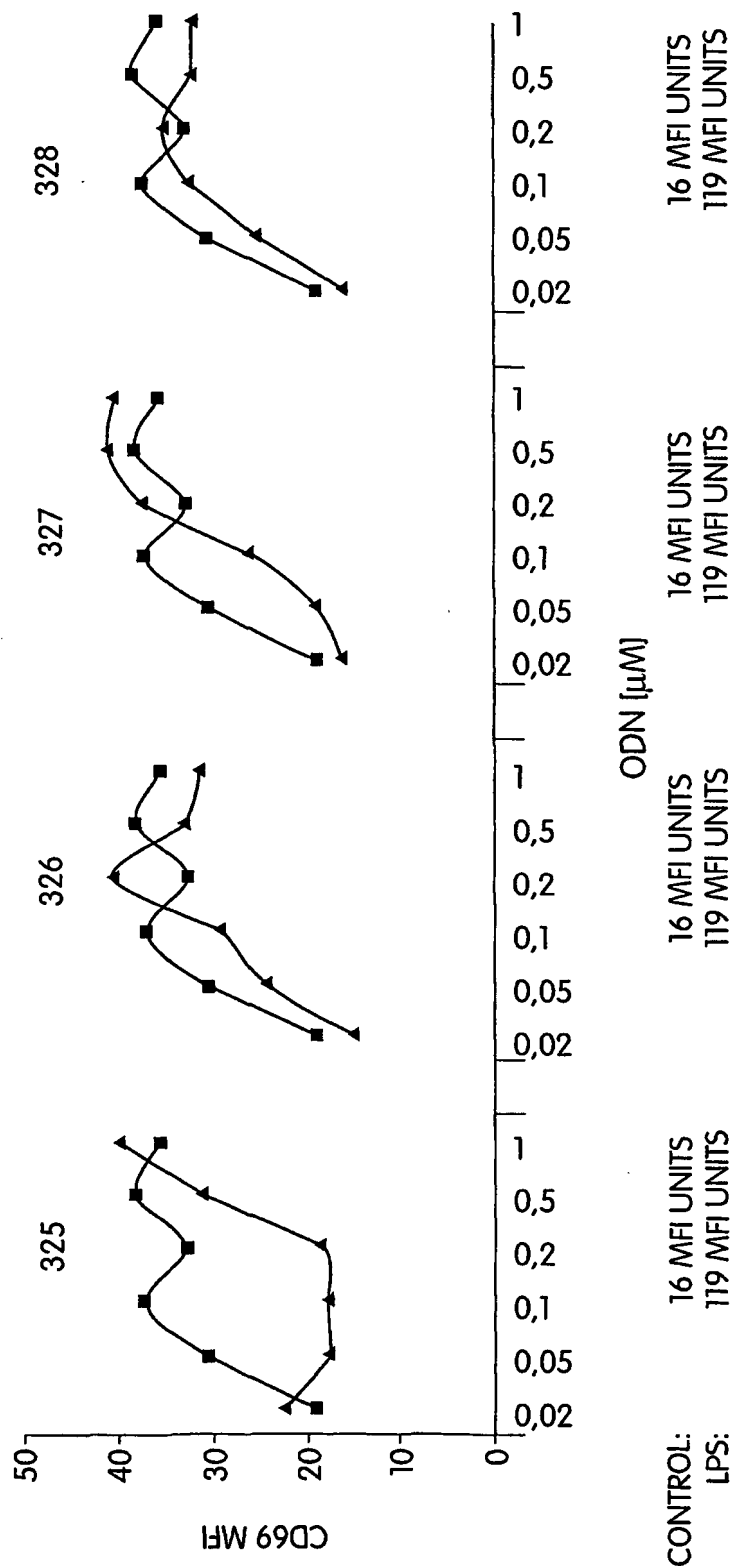 325 326 327 328
50
40
30
20
10
0
CD69 MFI
0,02 0,05 0,1 0,2 0,5 1 0,02 0,05 0,1 0,2 0,5 1 0,02 0,05 0,1 0,2 0,5 1 0,02 0,05 0,1 0,2 0,5 1
ODN [µM]
CONTROL: 16 MFI UNITS 16 MFI UNITS 16 MFI UNITS 16 MFI UNITS
LPS: 119 MFI UNITS 119 MFI UNITS 119 MFI UNITS 119 MFI UNITS